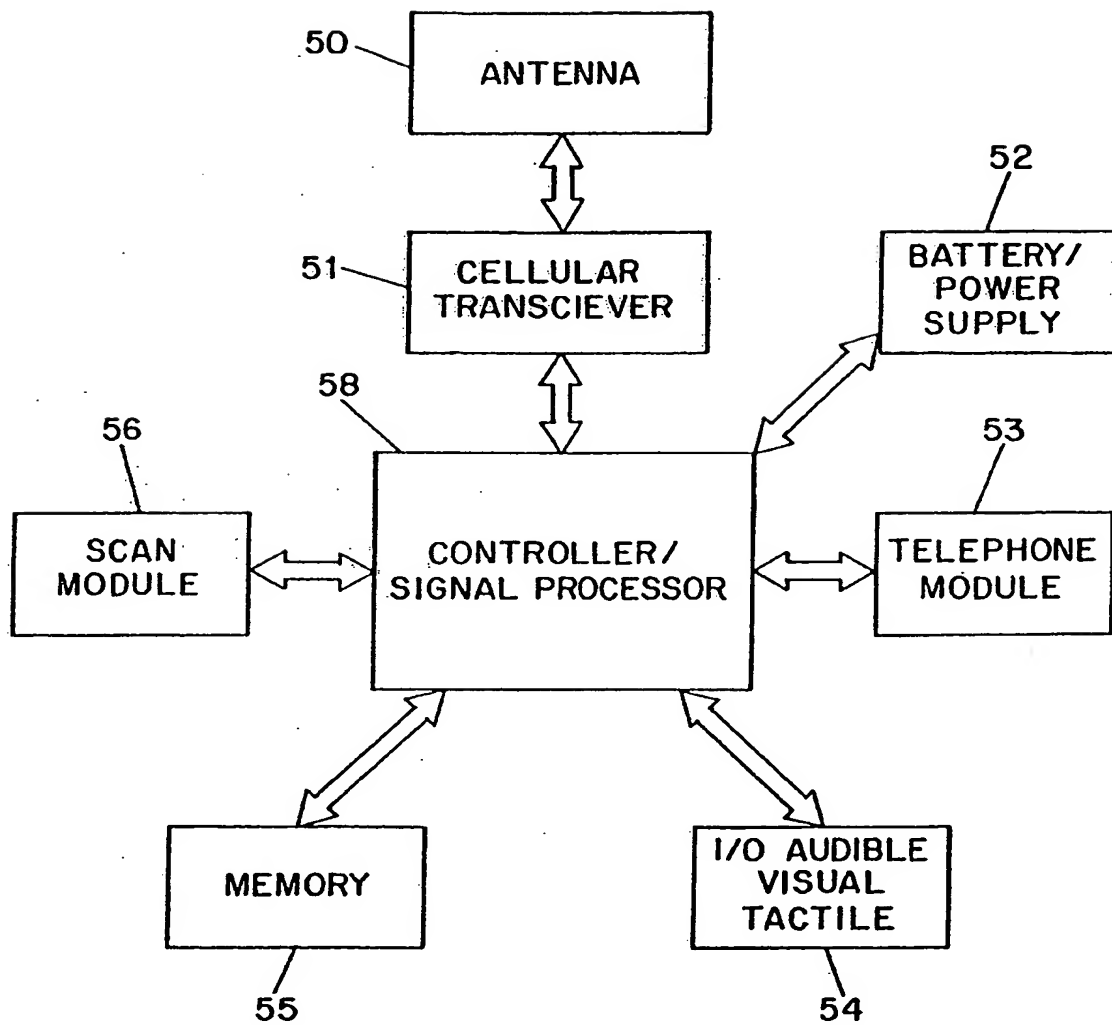 50
ANTENNA
52
51
CELLULAR
TRANSCIEVER
BATTERY/
POWER
SUPPLY
58
56
53
SCAN
MODULE
CONTROLLER/
SIGNAL PROCESSOR
TELEPHONE
MODULE
MEMORY
I/O AUDIBLE
VISUAL
TACTILE
55
54